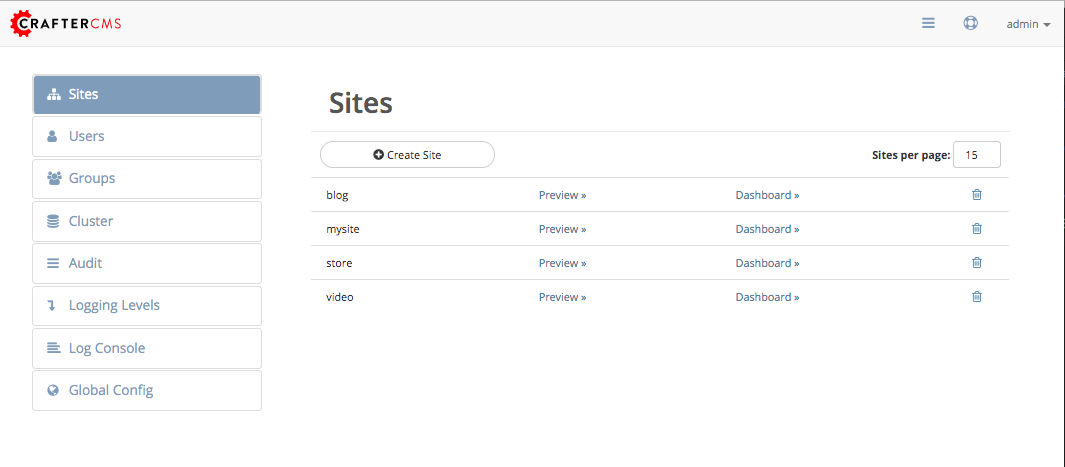 CRAFTERCMS
admin
Sites
Users
Groups
Cluster
Audit
Logging Levels
Log Console
Global Config
Sites
Create Site
Sites per page: 15
blog Preview » Dashboard »
mysite Preview » Dashboard »
store Preview » Dashboard »
video Preview » Dashboard »